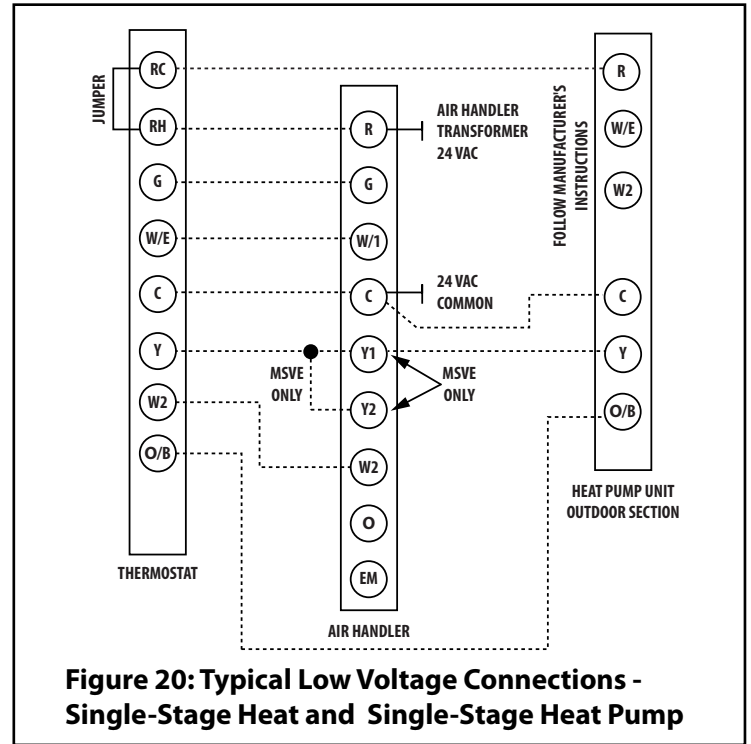 JUMPER
RC
RH
G
W/E
C
Y
W2
O/B
THERMOSTAT
MSVE
ONLY
R
G
W/1
C
Y1
Y2
W2
O
EM
AIR HANDLER
AIR HANDLER
TRANSFORMER
24 VAC
24 VAC
COMMON
MSVE
ONLY
FOLLOW MANUFACTURER'S
INSTRUCTIONS
R
W/E
W2
C
Y
O/B
HEAT PUMP UNIT
OUTDOOR SECTION
Figure 20: Typical Low Voltage Connections -
Single-Stage Heat and Single-Stage Heat Pump